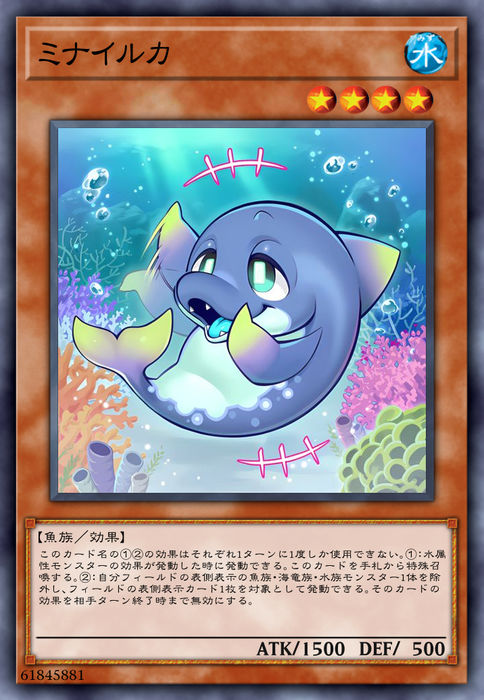 ミナイルカ
みず
水
【魚族／効果】
このカード名の①②の効果はそれぞれ1ターンに1度しか使用できない。①：水属
性モンスターの効果が発動した時に発動できる。このカードを手札から特殊召
喚する。②：自分フィールドの表側表示の魚族・海竜族・水族モンスター1体を除
外し、フィールドの表側表示カード1枚を対象として発動できる。そのカードの
効果を相手ターン終了時まで無効にする。
ATK/1500 DEF/ 500
61845881